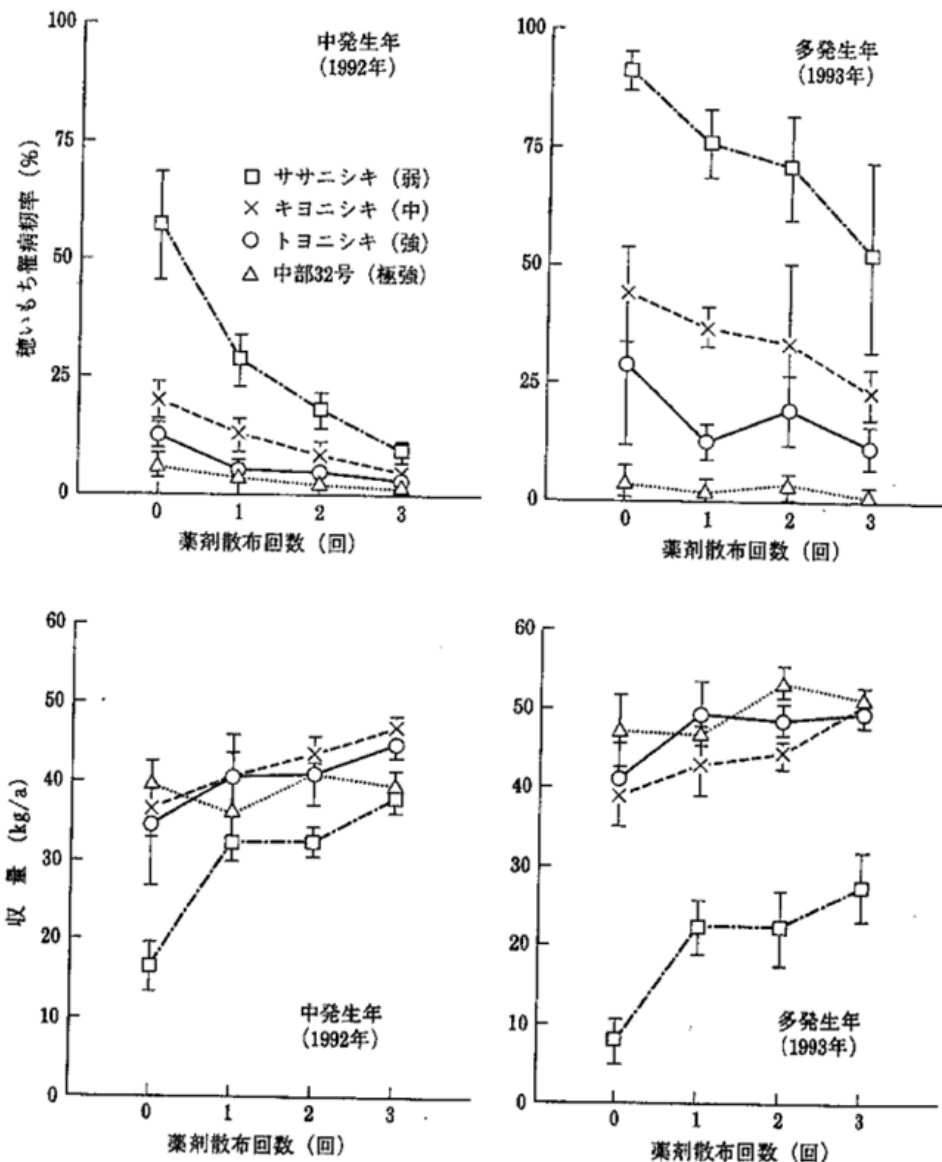 100
75
50
25
0
穂いもち罹病籾率 (%)
中発生年
(1992年)
□ ササニシキ (弱)
× キヨニシキ (中)
○ トヨニシキ (強)
△ 中部32号 (極強)
0 1 2 3
薬剤散布回数 (回)
100
75
50
25
0
多発生年
(1993年)
0 1 2 3
薬剤散布回数 (回)
60
50
40
30
20
10
0
収量 (kg/a)
中発生年
(1992年)
0 1 2 3
薬剤散布回数 (回)
60
50
40
30
20
10
0
多発生年
(1993年)
0 1 2 3
薬剤散布回数 (回)